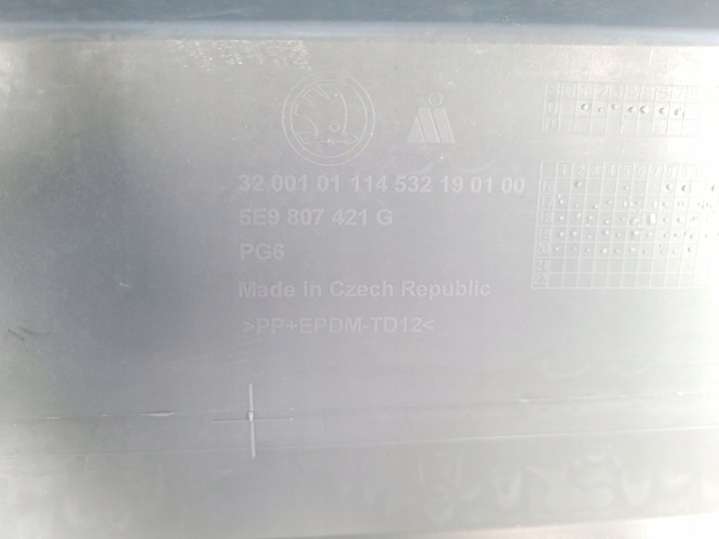 32 001 01 114 532 19 01 00
5E9 807 421 G
PG6
Made in Czech Republic
>PP+EPDM-TD12<